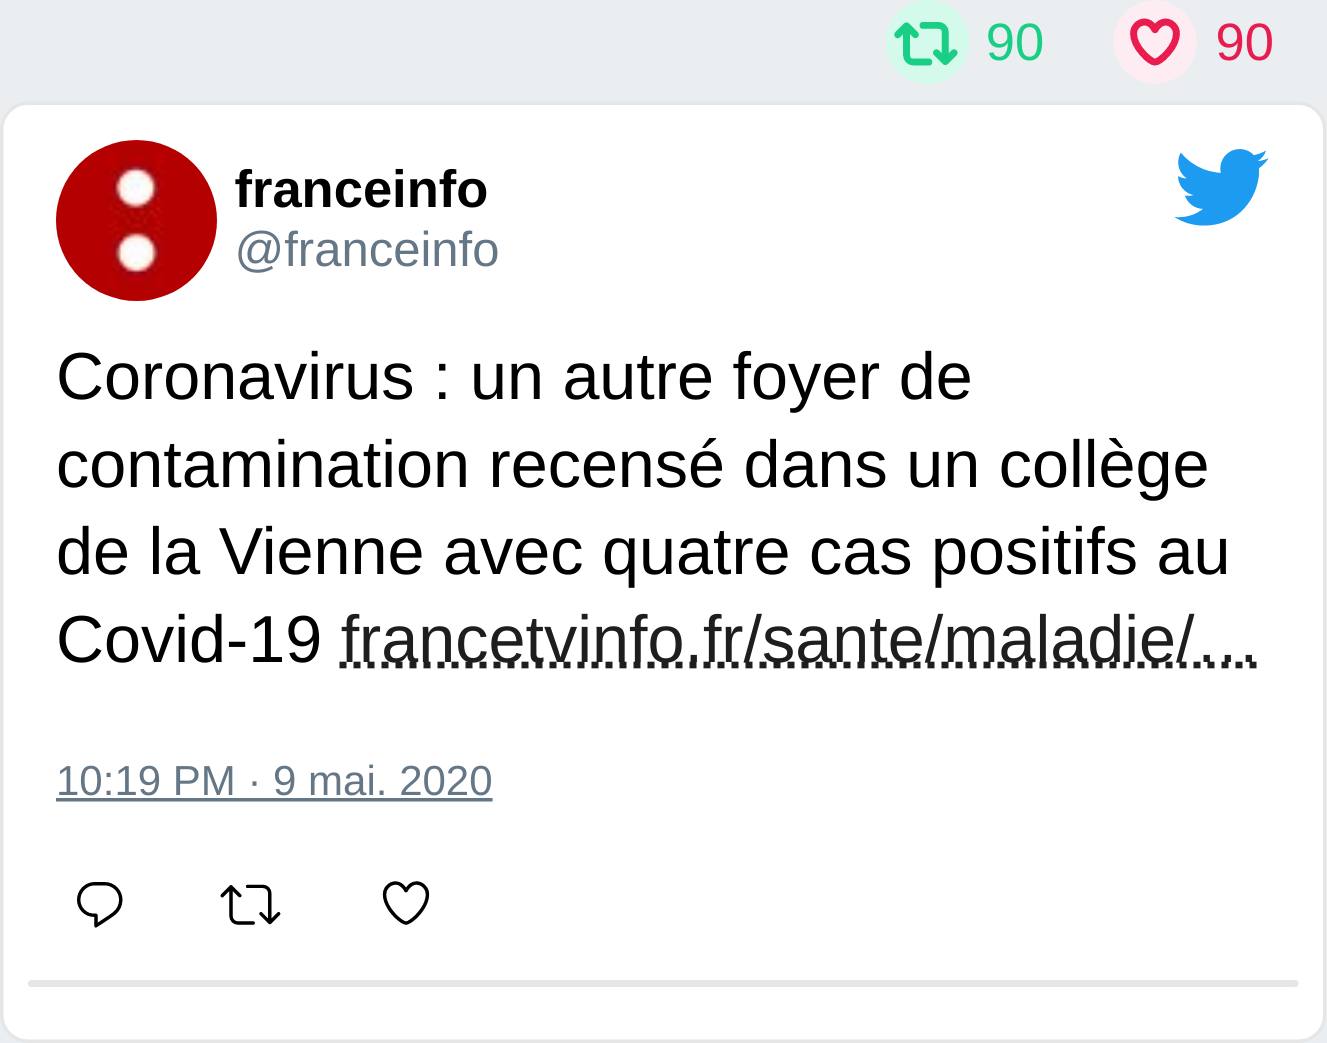 90 90
franceinfo
@franceinfo
Coronavirus : un autre foyer de
contamination recensé dans un collège
de la Vienne avec quatre cas positifs au
Covid-19 francetvinfo.fr/sante/maladie/…
10:19 PM · 9 mai. 2020